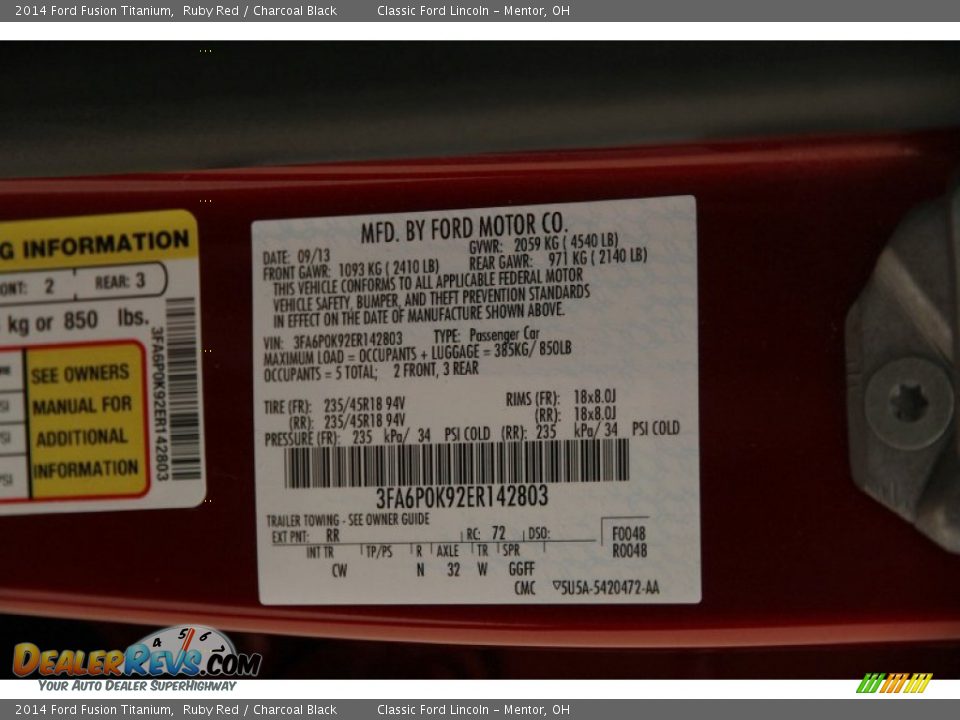 2014 Ford Fusion Titanium, Ruby Red / Charcoal Black Classic Ford Lincoln - Mentor, OH
G INFORMATION
ONT: 2 REAR: 3
kg or 850 lbs.
SEE OWNERS
MANUAL FOR
ADDITIONAL
INFORMATION
3FA6P0K92ER142803
MFD. BY FORD MOTOR CO.
DATE: 09/13 GVWR: 2059 KG ( 4540 LB)
FRONT GAWR: 1093 KG ( 2410 LB) REAR GAWR: 971 KG ( 2140 LB)
THIS VEHICLE CONFORMS TO ALL APPLICABLE FEDERAL MOTOR
VEHICLE SAFETY, BUMPER, AND THEFT PREVENTION STANDARDS
IN EFFECT ON THE DATE OF MANUFACTURE SHOWN ABOVE.
VIN: 3FA6P0K92ER142803 TYPE: Passenger Car
MAXIMUM LOAD = OCCUPANTS + LUGGAGE = 385KG/ 850LB
OCCUPANTS = 5 TOTAL; 2 FRONT, 3 REAR
TIRE (FR): 235/45R18 94V RIMS (FR): 18x8.0J
(RR): 235/45R18 94V (RR): 18x8.0J
PRESSURE (FR): 235 kPa/ 34 PSI COLD (RR): 235 kPa/ 34 PSI COLD
3FA6P0K92ER142803
TRAILER TOWING - SEE OWNER GUIDE
EXT PNT: RR RC: 72 DSO: F0048
INT TR TP/PS R AXLE TR SPR R0048
CW N 32 W GGFF
CMC ▽5U5A-5420472-AA
DEALERREVS.COM
YOUR AUTO DEALER SUPERHIGHWAY
4 5 6
2014 Ford Fusion Titanium, Ruby Red / Charcoal Black Classic Ford Lincoln - Mentor, OH